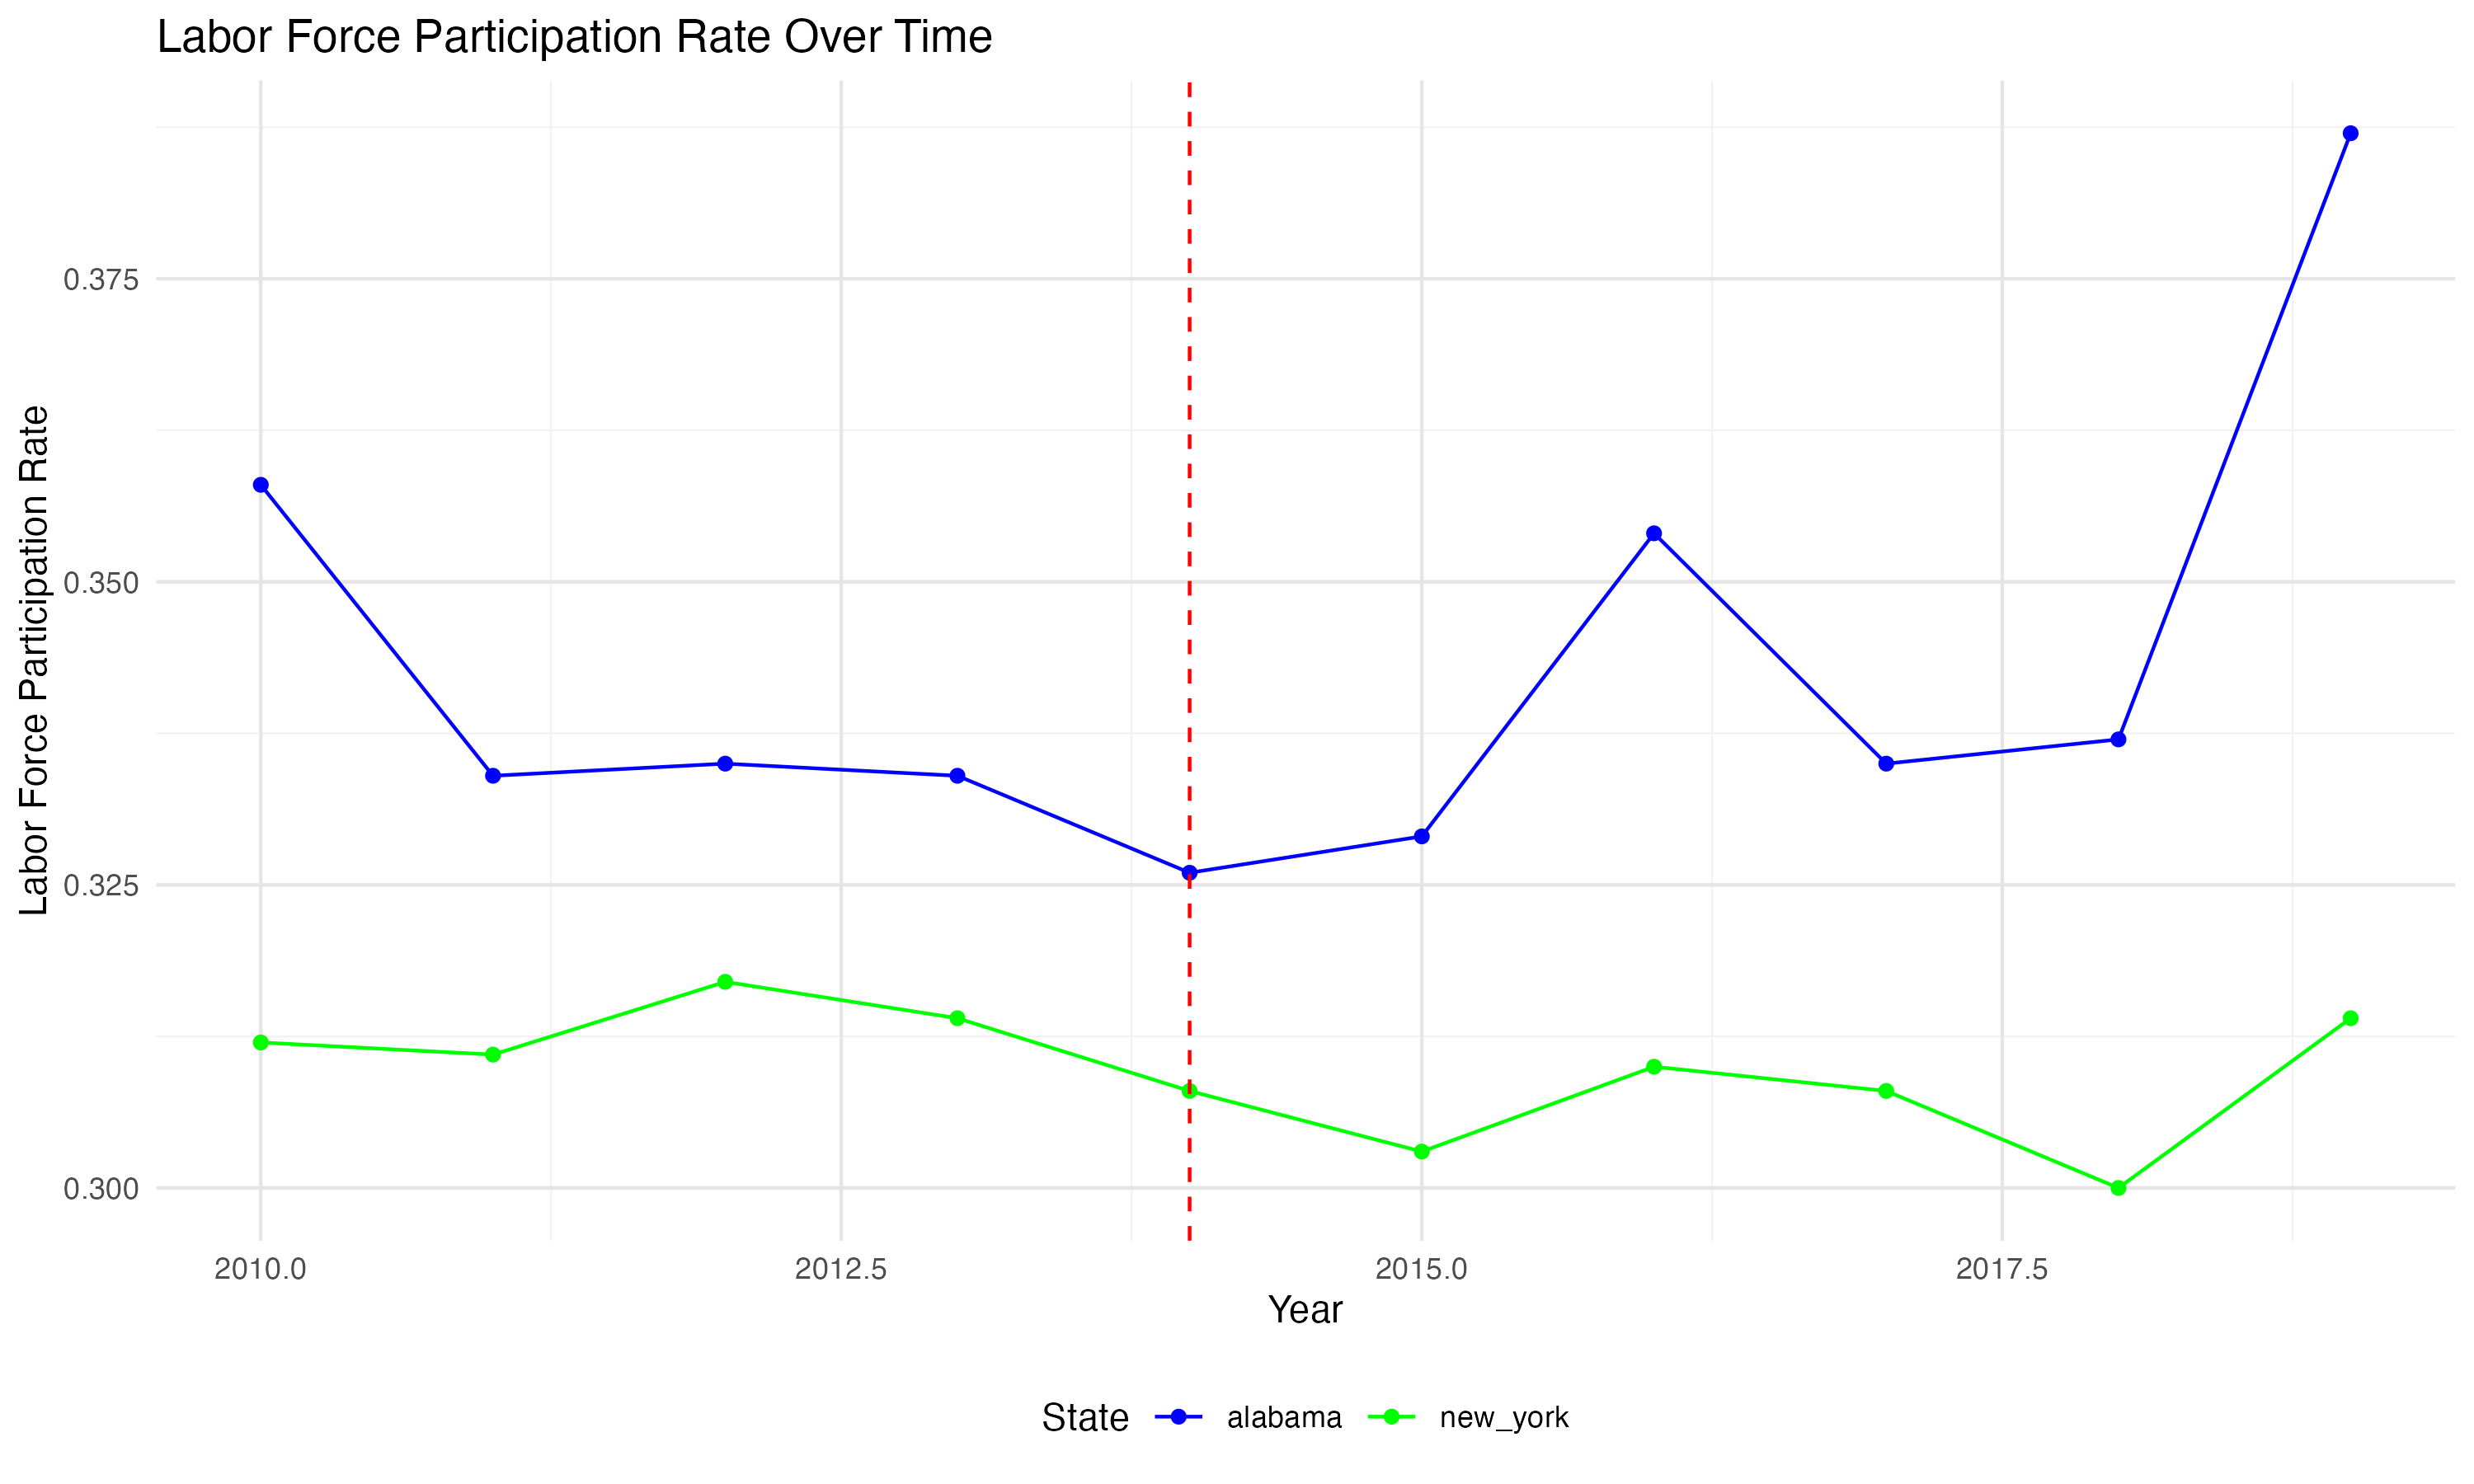 Labor Force Participation Rate Over Time
Labor Force Participation Rate
0.375
0.350
0.325
0.300
2010.0 2012.5 2015.0 2017.5
Year
State alabama new_york